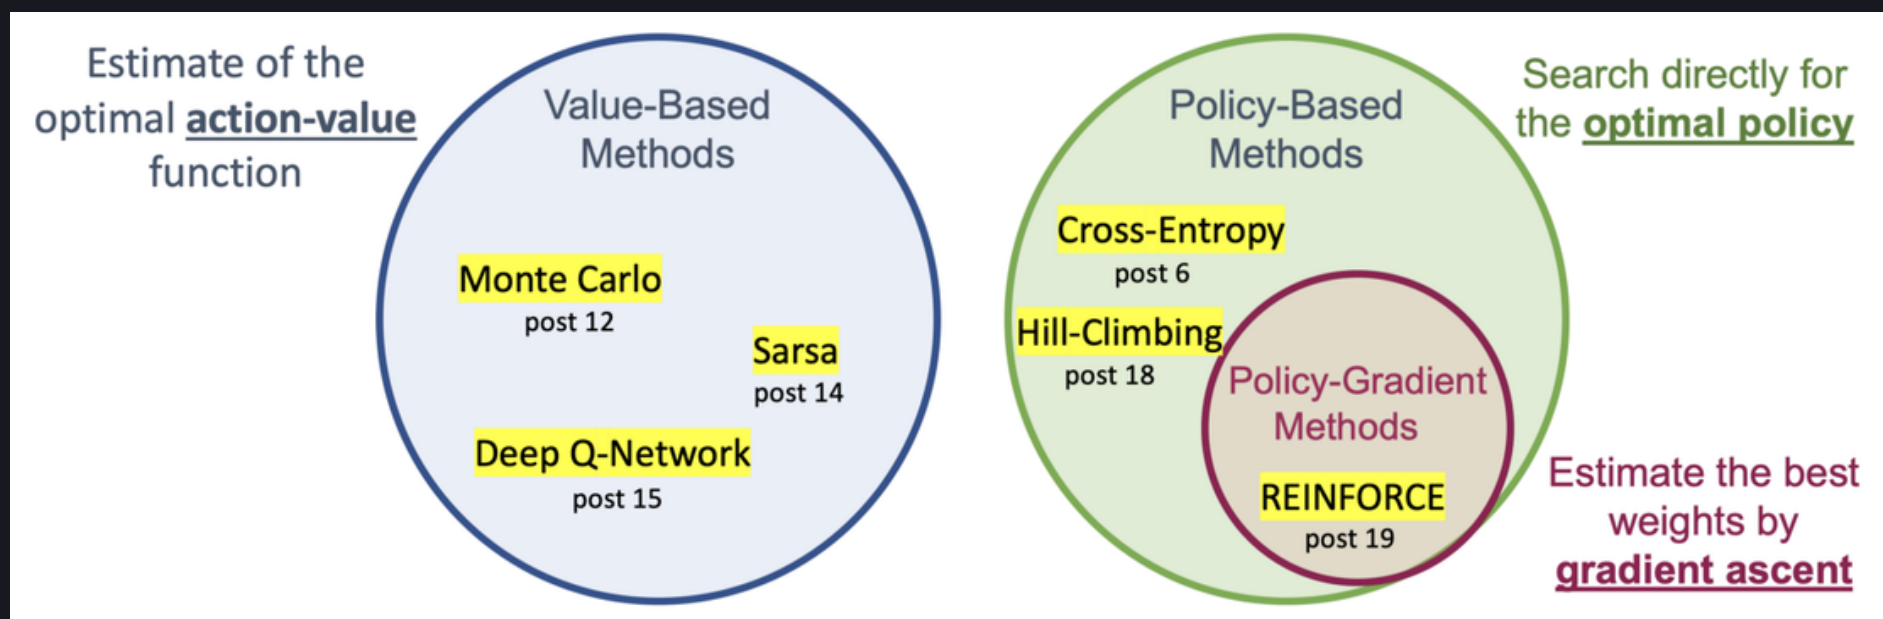 Estimate of the
optimal action-value
function
Value-Based
Methods
Monte Carlo
post 12
Sarsa
post 14
Deep Q-Network
post 15
Policy-Based
Methods
Cross-Entropy
post 6
Hill-Climbing
post 18
Policy-Gradient
Methods
REINFORCE
post 19
Search directly for
the optimal policy
Estimate the best
weights by
gradient ascent